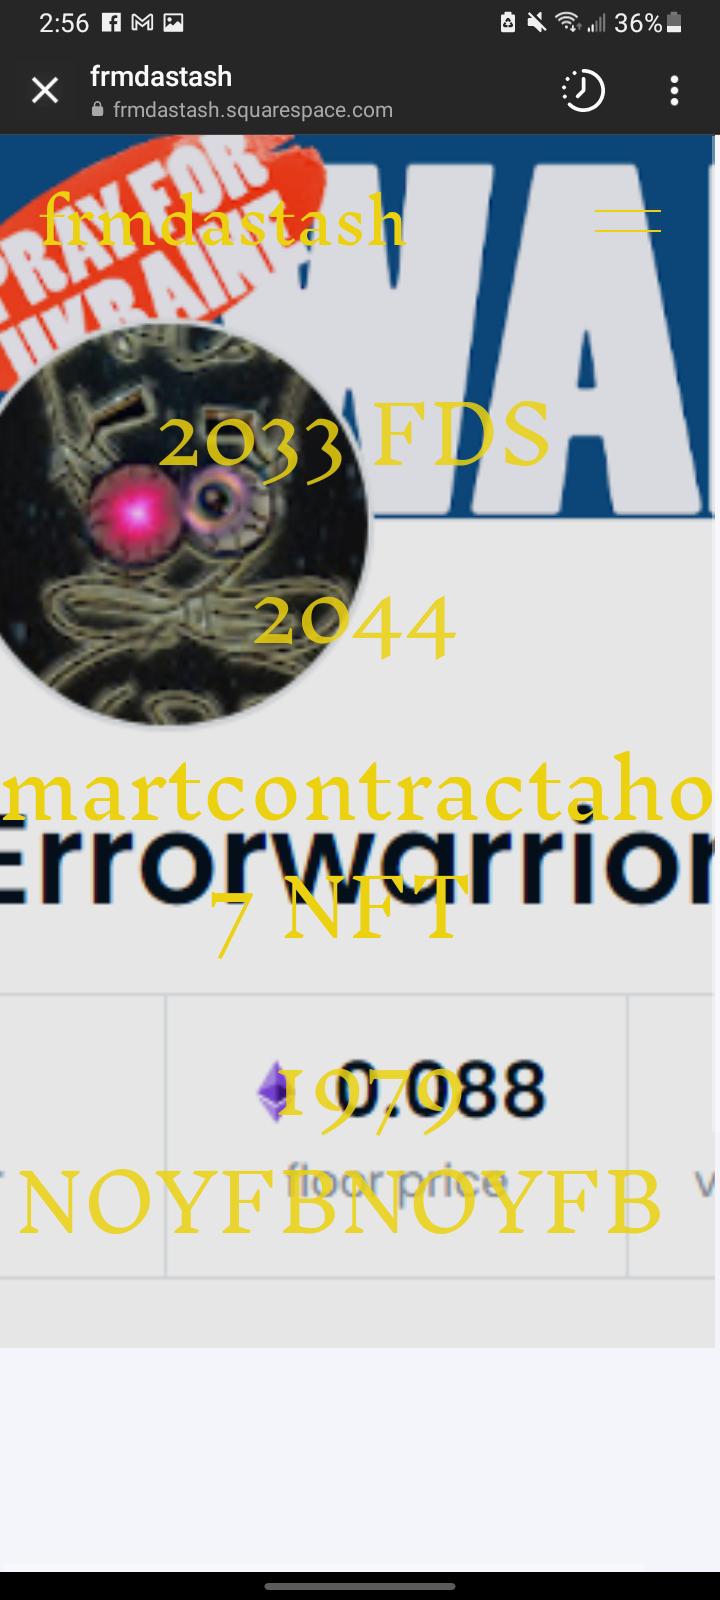 2:56 36%
frmdastash
frmdastash.squarespace.com
PRAY FOR
UKRAINE
WA
frmdastash
2033 FDS
2044
martcontractaho
Errorwarrior
7 NFT
1979
0.088
floor price
v
NOYFBNOYFB